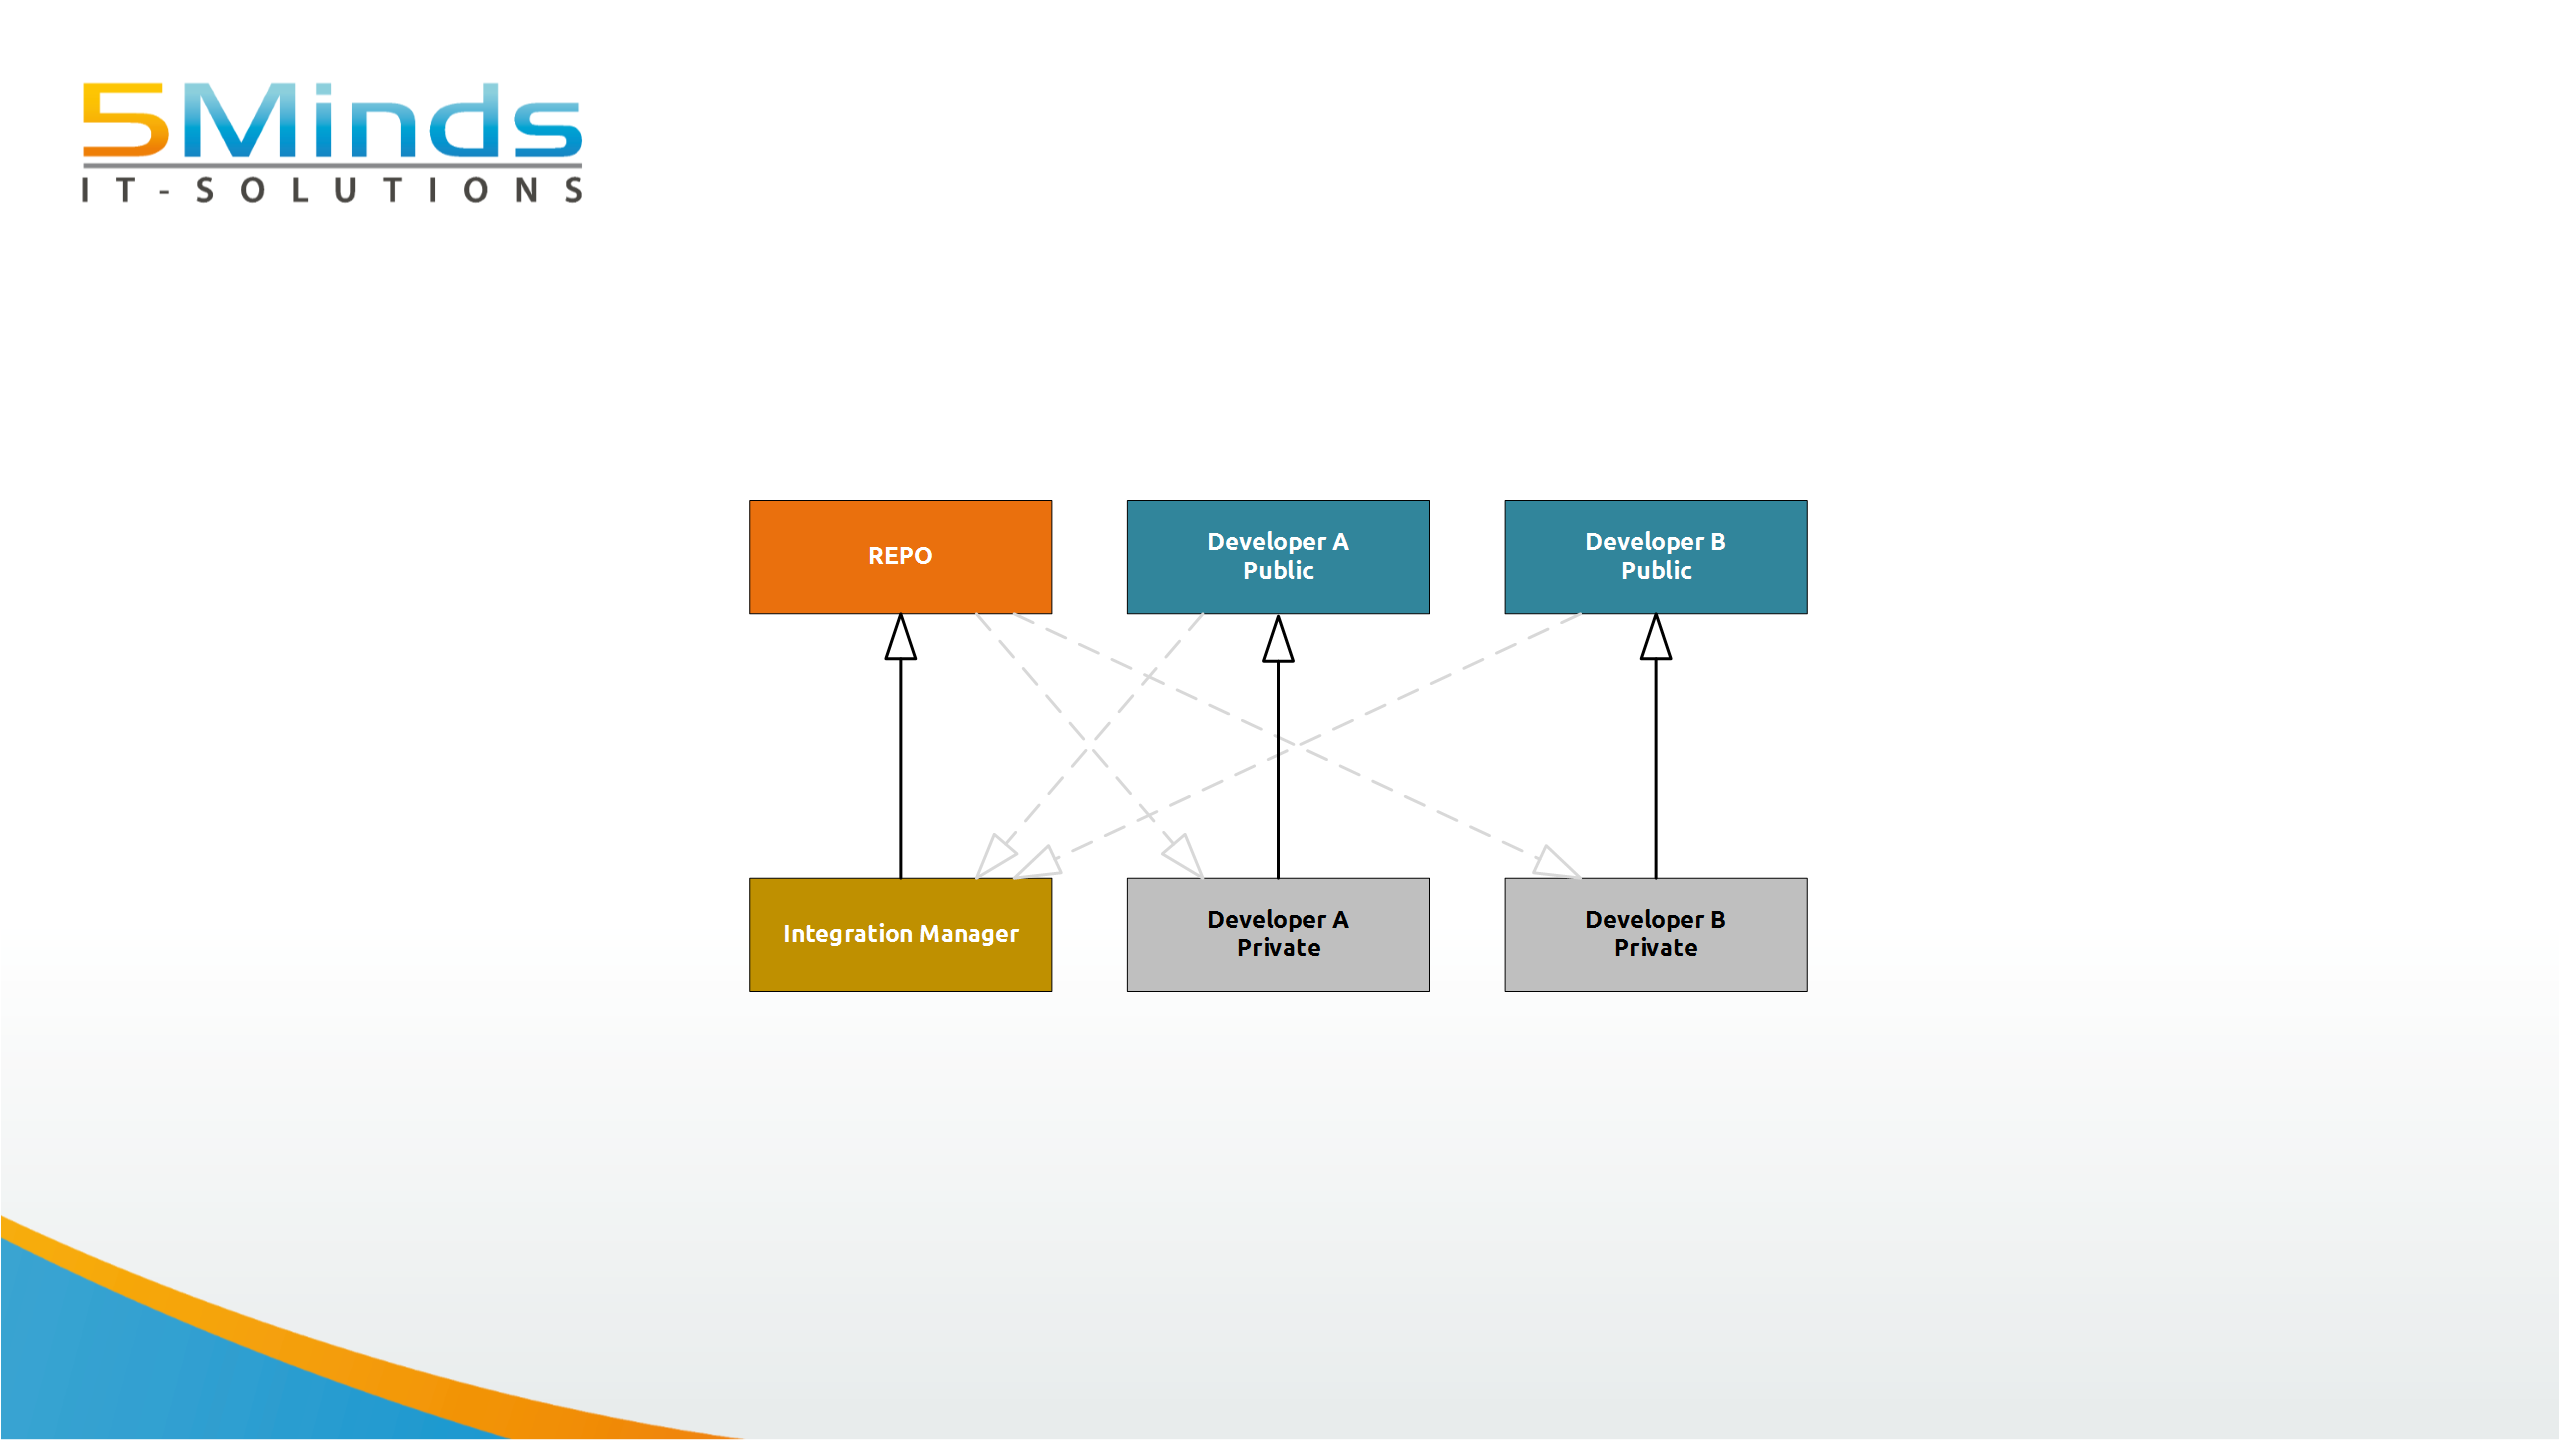 5Minds
IT-SOLUTIONS
REPO
Developer A
Public
Developer B
Public
Integration Manager
Developer A
Private
Developer B
Private